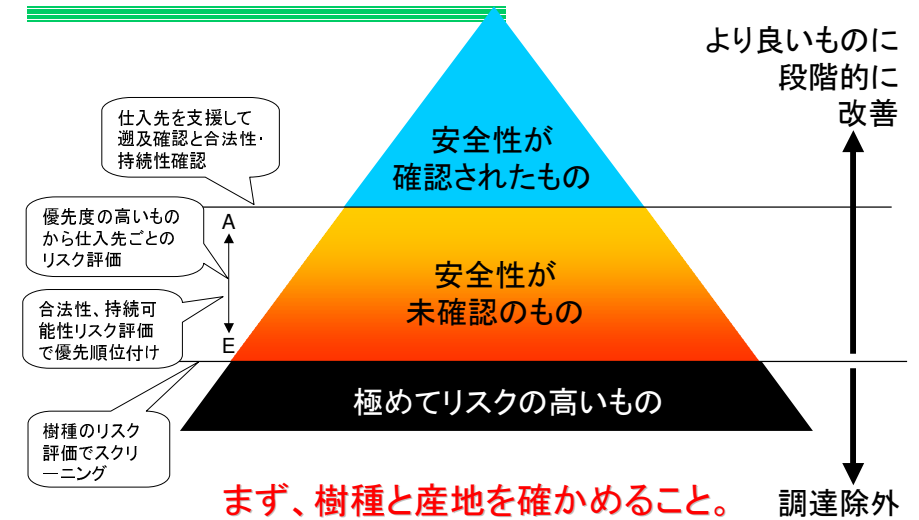 より良いものに
段階的に
改善
仕入先を支援して
遡及確認と合法性・
持続性確認
安全性が
確認されたもの
優先度の高いもの
から仕入先ごとの
リスク評価
A
合法性、持続可
能性リスク評価
で優先順位付け
E
安全性が
未確認のもの
樹種のリスク
評価でスクリ
ーニング
極めてリスクの高いもの
まず、樹種と産地を確かめること。
調達除外